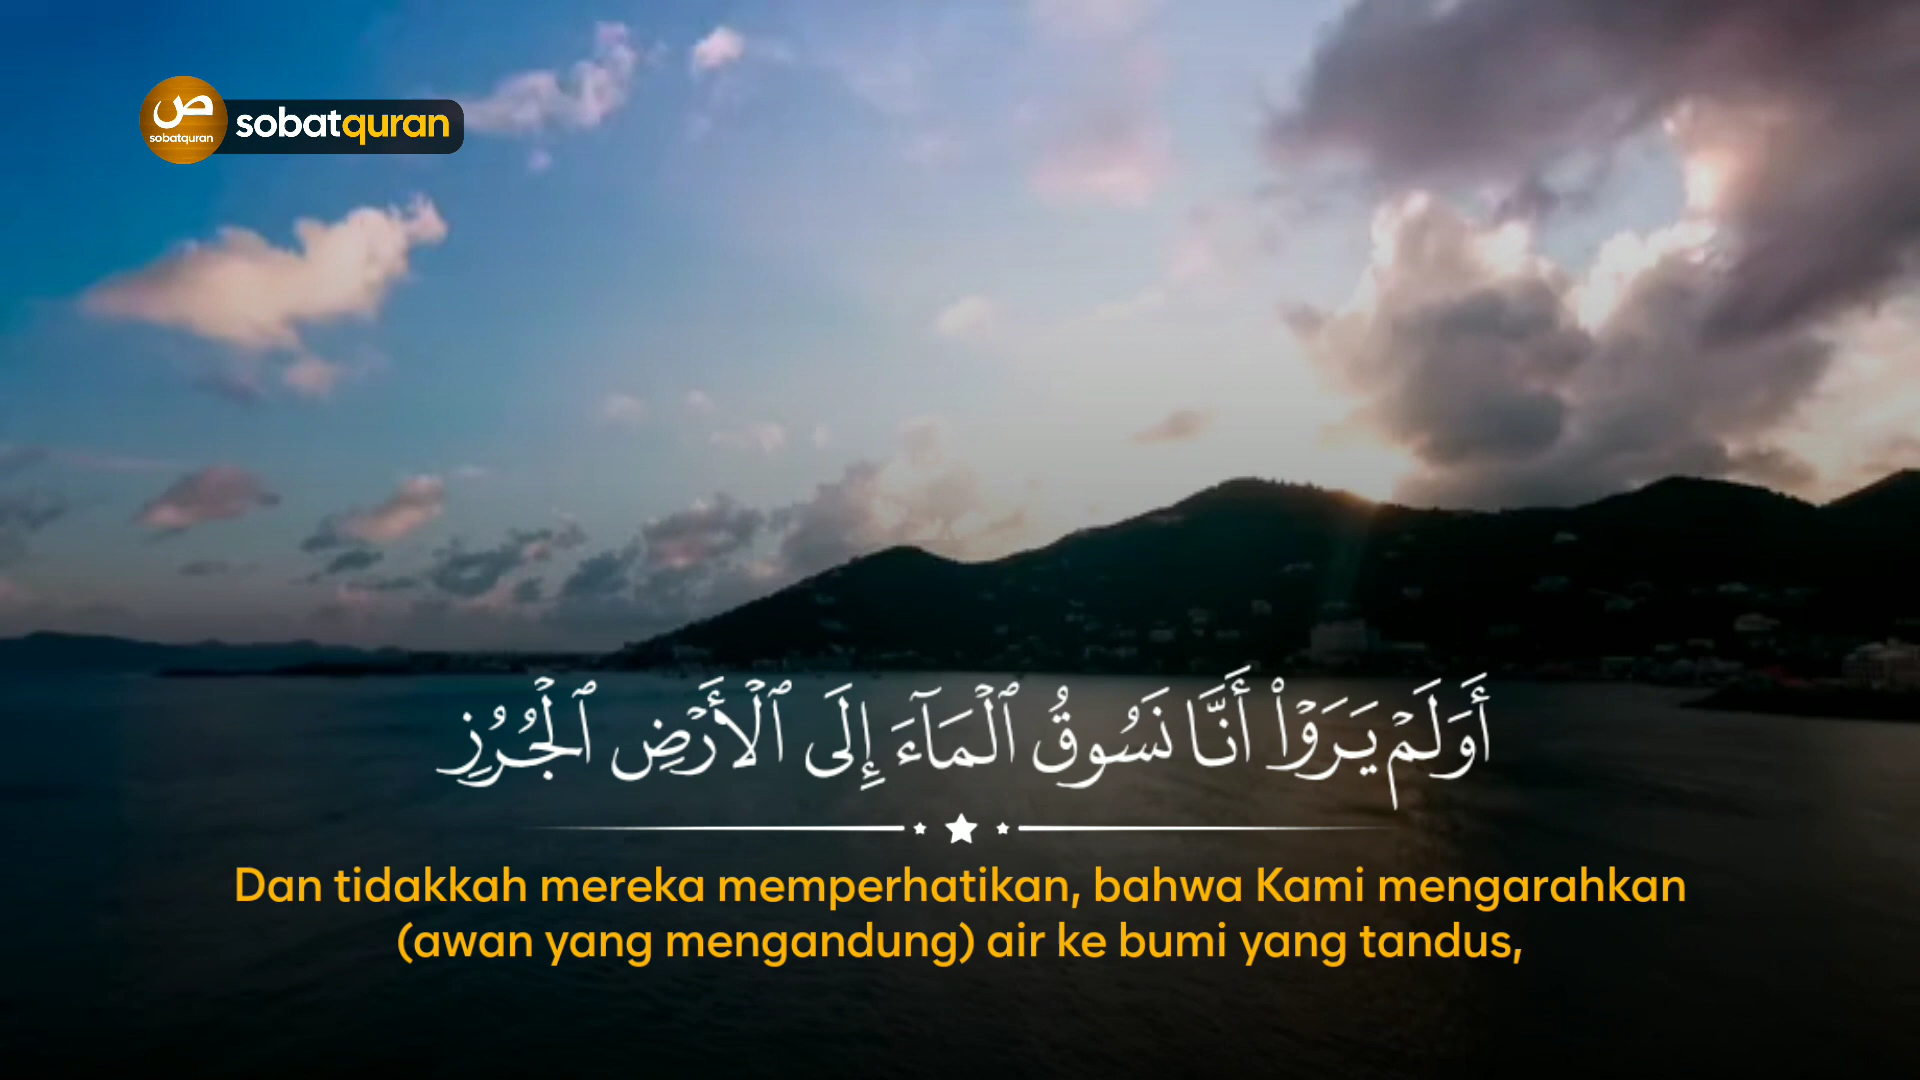 ص
sobatquran
sobatquran
أَوَلَمْ يَرَوْا۟ أَنَّا نَسُوقُ ٱلْمَآءَ إِلَى ٱلْأَرْضِ ٱلْجُرُزِ
Dan tidakkah mereka memperhatikan, bahwa Kami mengarahkan
(awan yang mengandung) air ke bumi yang tandus,